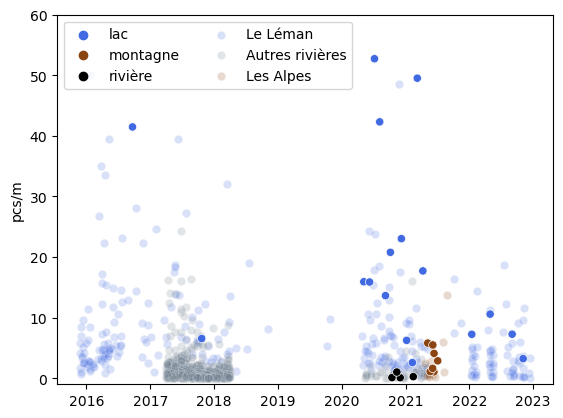 60
50
40
30
20
10
0
pcs/m
lac
montagne
rivière
Le Léman
Autres rivières
Les Alpes
2016 2017 2018 2019 2020 2021 2022 2023